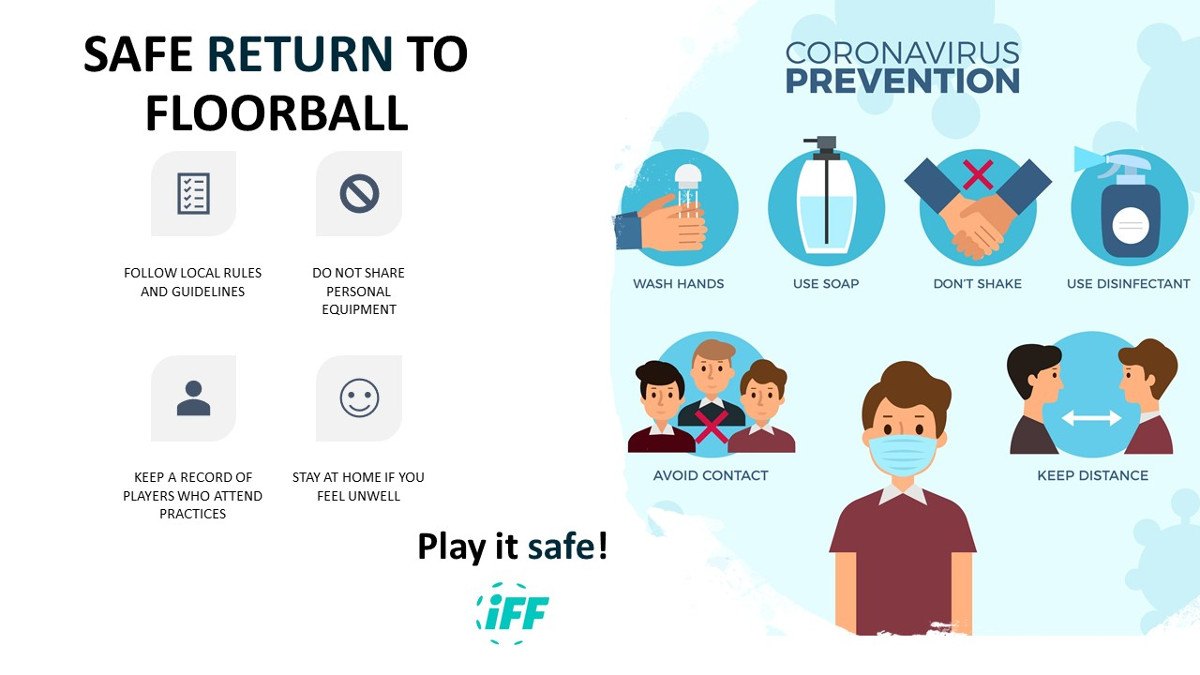 SAFE RETURN TO
FLOORBALL
FOLLOW LOCAL RULES
AND GUIDELINES
DO NOT SHARE
PERSONAL
EQUIPMENT
KEEP A RECORD OF
PLAYERS WHO ATTEND
PRACTICES
STAY AT HOME IF YOU
FEEL UNWELL
Play it safe!
iFF
CORONAVIRUS
PREVENTION
WASH HANDS
USE SOAP
DON'T SHAKE
USE DISINFECTANT
AVOID CONTACT
KEEP DISTANCE